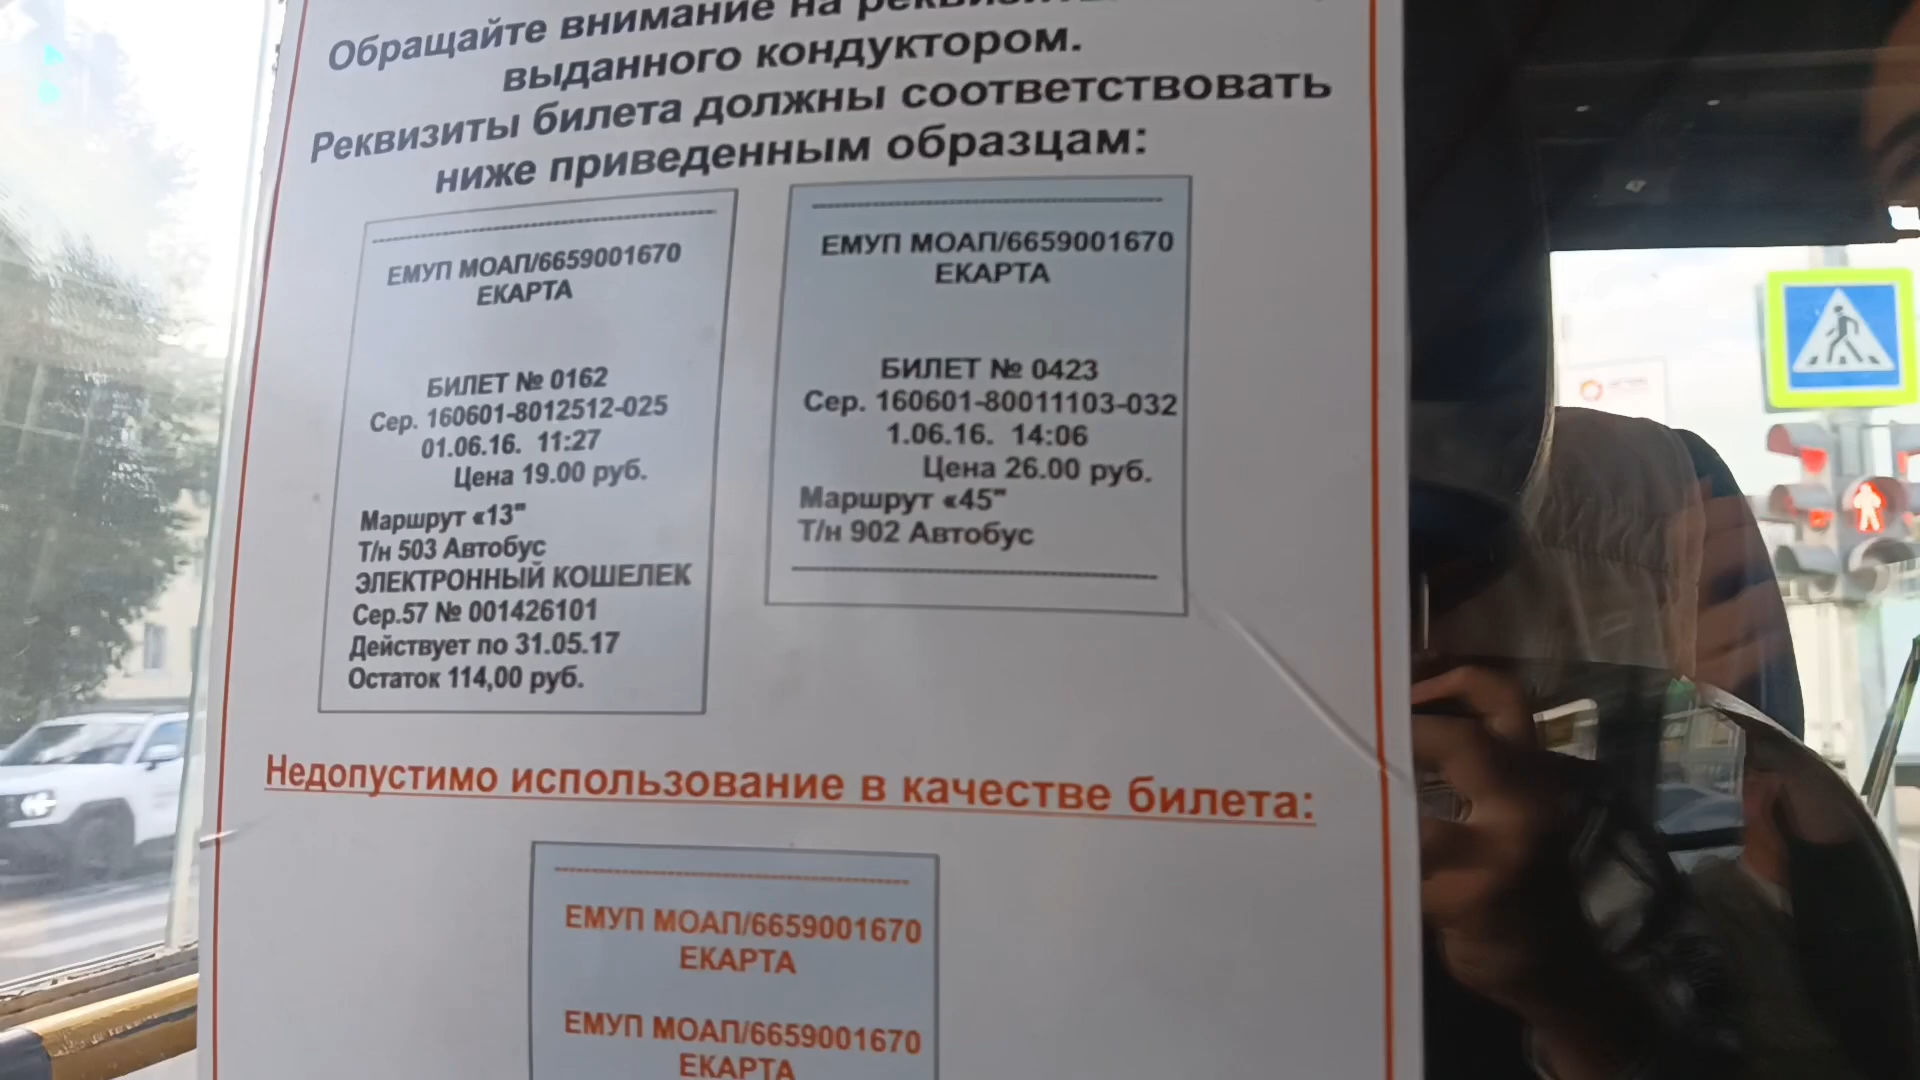 Обращайте внимание на
выданного кондуктором.
Реквизиты билета должны соответствовать
ниже приведенным образцам:
ЕМУП МОАП/6659001670
ЕКАРТА
БИЛЕТ № 0162
Сер. 160601-8012512-025
01.06.16. 11:27
Цена 19.00 руб.
Маршрут «13"
Т/н 503 Автобус
ЭЛЕКТРОННЫЙ КОШЕЛЕК
Сер.57 № 001426101
Действует по 31.05.17
Остаток 114,00 руб.
ЕМУП МОАП/6659001670
ЕКАРТА
БИЛЕТ № 0423
Сер. 160601-80011103-032
1.06.16. 14:06
Цена 26.00 руб.
Маршрут «45"
Т/н 902 Автобус
Недопустимо использование в качестве билета:
ЕМУП МОАП/6659001670
ЕКАРТА
ЕМУП МОАП/6659001670
ЕКАРТА